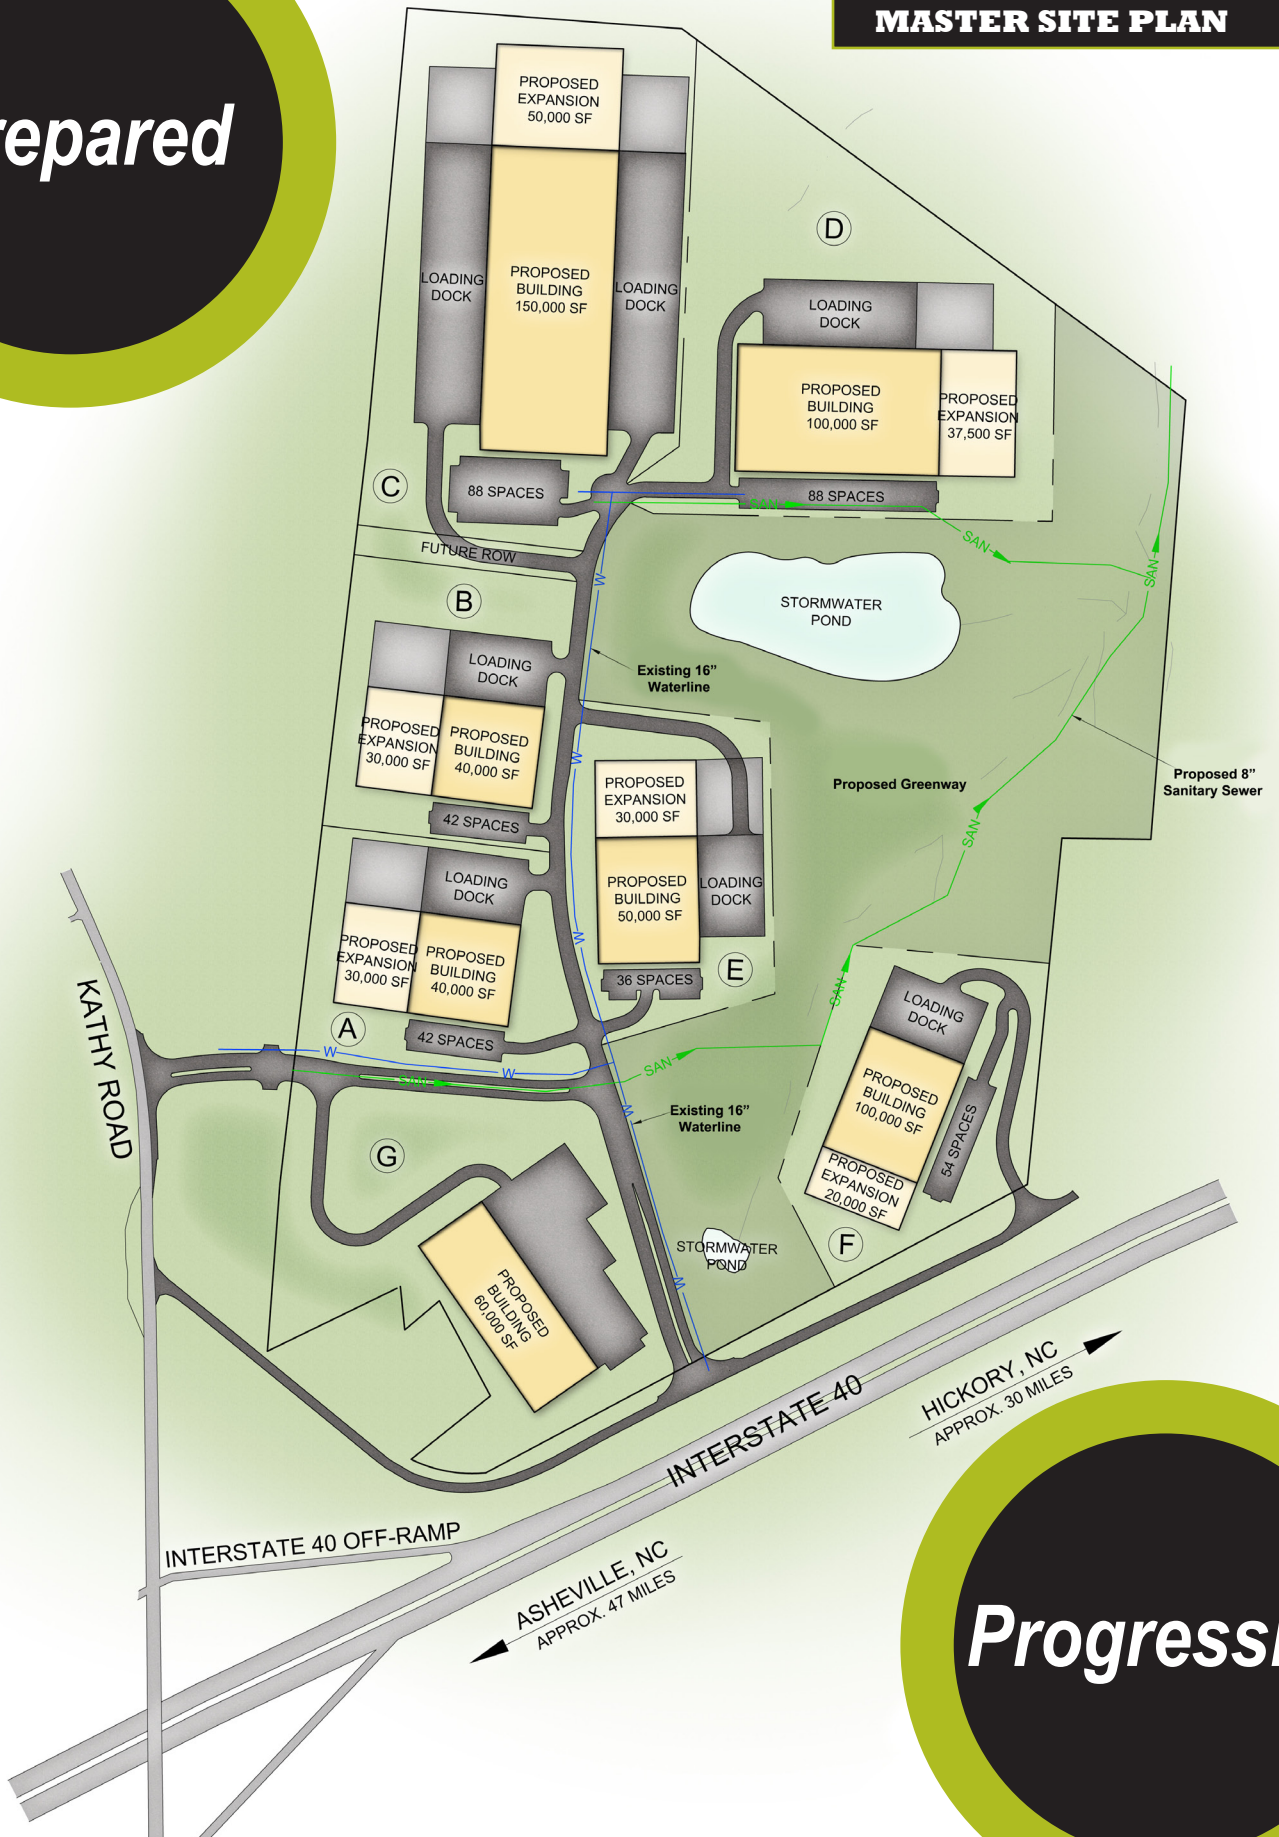 MASTER SITE PLAN
epared
PROPOSED
EXPANSION
50,000 SF
LOADING
DOCK
PROPOSED
BUILDING
150,000 SF
LOADING
DOCK
D
LOADING
DOCK
PROPOSED
BUILDING
100,000 SF
PROPOSED
EXPANSION
37,500 SF
C
88 SPACES
88 SPACES
SAN
SAN
SAN
FUTURE ROW
W
B
STORMWATER
POND
LOADING
DOCK
Existing 16”
Waterline
PROPOSED
EXPANSION
30,000 SF
PROPOSED
BUILDING
40,000 SF
W
42 SPACES
PROPOSED
EXPANSION
30,000 SF
Proposed Greenway
Proposed 8”
Sanitary Sewer
SAN
LOADING
DOCK
PROPOSED
BUILDING
50,000 SF
LOADING
DOCK
PROPOSED
EXPANSION
30,000 SF
PROPOSED
BUILDING
40,000 SF
W
36 SPACES
E
SAN
A
42 SPACES
LOADING
DOCK
KATHY ROAD
W
W
SAN
SAN
W
Existing 16”
Waterline
PROPOSED
BUILDING
100,000 SF
54 SPACES
G
PROPOSED
EXPANSION
20,000 SF
F
STORMWATER
POND
W
PROPOSED
BUILDING
60,000 SF
HICKORY, NC
APPROX. 30 MILES
INTERSTATE 40
INTERSTATE 40 OFF-RAMP
ASHEVILLE, NC
APPROX. 47 MILES
Progress